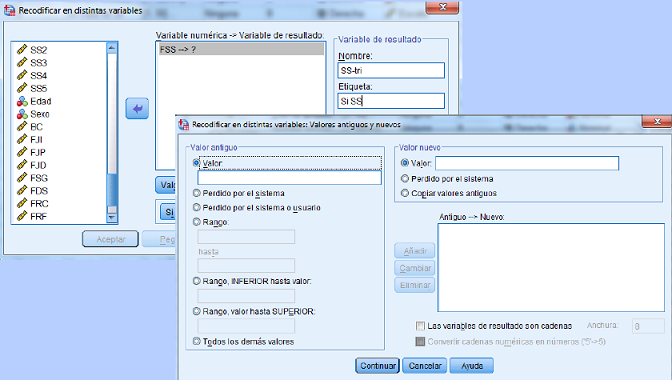 Recodificar en distintas variables
Variable numérica -> Variable de resultado:
SS2
SS3
SS4
SS5
Edad
Sexo
BC
FJI
FJP
FJD
FSG
FDS
FRC
FRF
FSS --> ?
Variable de resultado
Nombre:
SS-tri
Etiqueta:
Si SS
Valo
Si
Aceptar
Peg
Recodificar en distintas variables: Valores antiguos y nuevos
Valor antiguo
Valor:
Perdido por el sistema
Perdido por el sistema o usuario
Rango:
hasta
Rango, INFERIOR hasta valor:
Rango, valor hasta SUPERIOR:
Todos los demás valores
Valor nuevo
Valor:
Perdido por el sistema
Copiar valores antiguos
Antiguo --> Nuevo:
Añadir
Cambiar
Eliminar
Las variables de resultado son cadenas Anchura: 8
Convertir cadenas numéricas en números ('5'->5)
Continuar Cancelar Ayuda